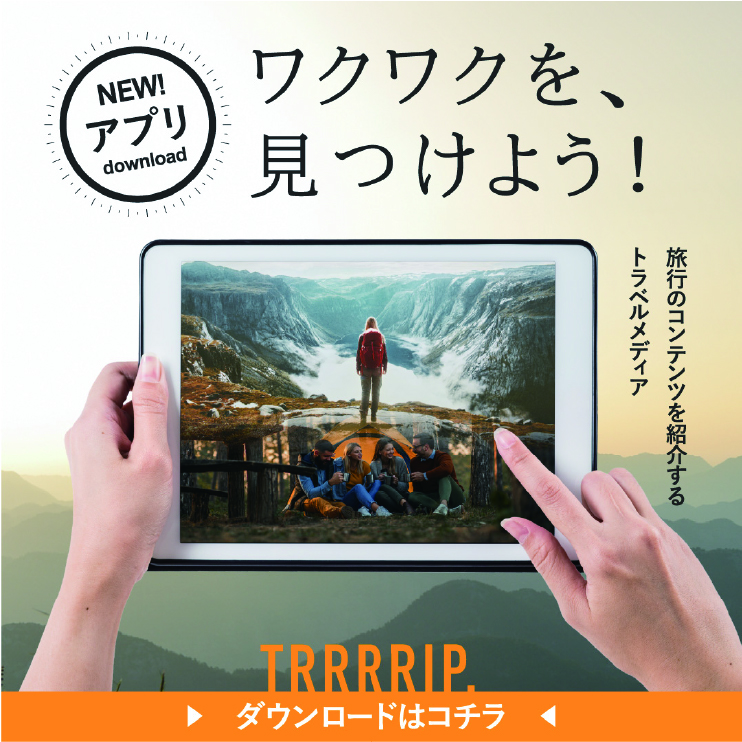 NEW!
アプリ
download
ワクワクを、
見つけよう！
旅行のコンテンツを紹介する
トラベルメディア
TRRRRIP.
▶ ダウンロードはコチラ ◀